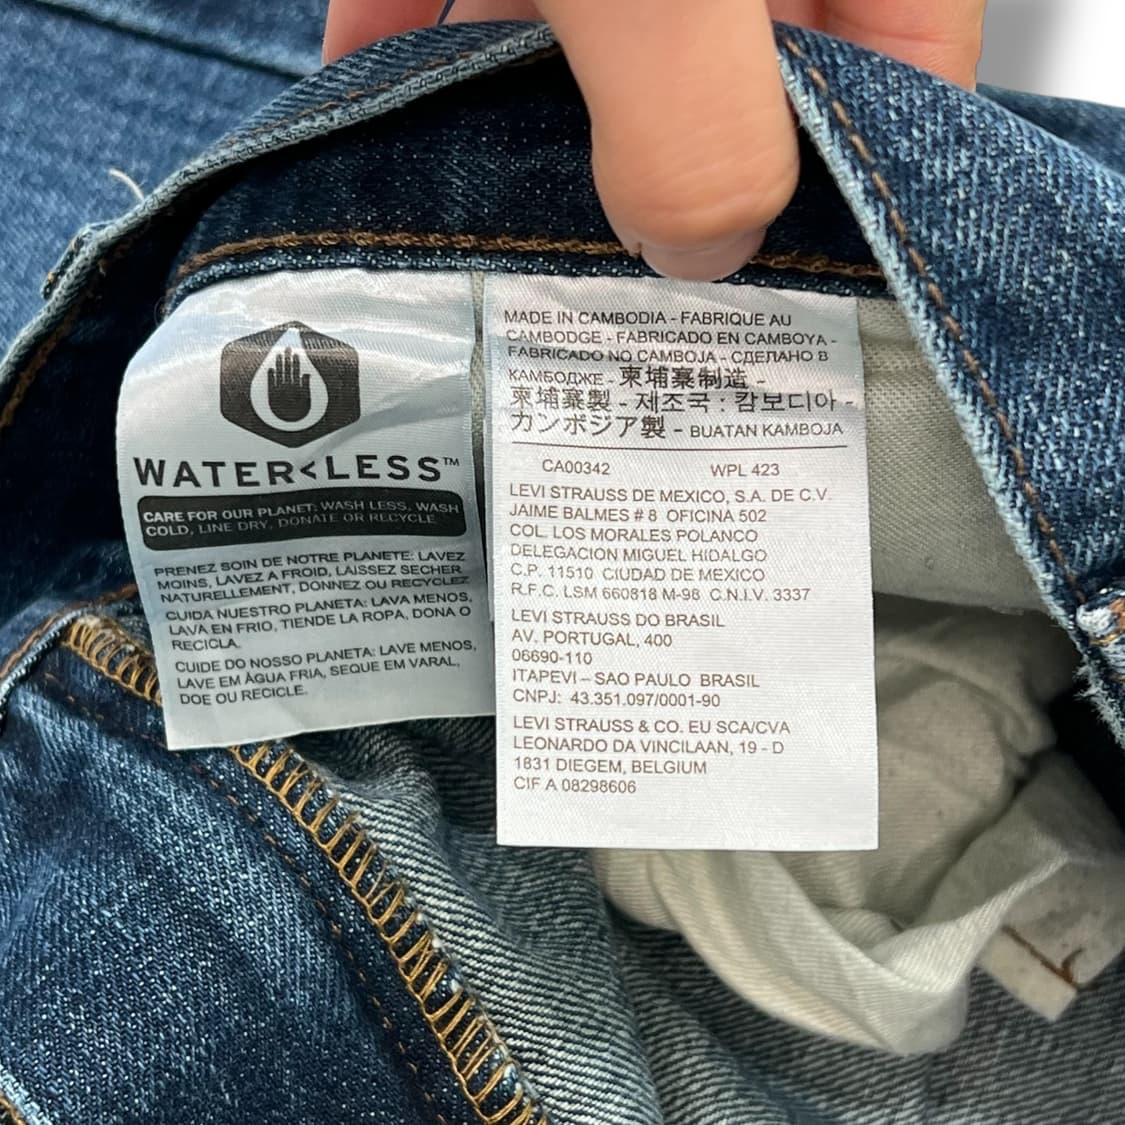 WATER<LESS™
CARE FOR OUR PLANET: WASH LESS, WASH
COLD, LINE DRY, DONATE OR RECYCLE
PRENEZ SOIN DE NOTRE PLANETE: LAVEZ
MOINS, LAVEZ A FROID, LAISSEZ SECHER
NATURELLEMENT, DONNEZ OU RECYCLEZ
CUIDA NUESTRO PLANETA: LAVA MENOS,
LAVA EN FRIO, TIENDE LA ROPA, DONA O
RECICLA.
CUIDE DO NOSSO PLANETA: LAVE MENOS,
LAVE EM ÁGUA FRIA, SEQUE EM VARAL,
DOE OU RECICLE.
MADE IN CAMBODIA - FABRIQUE AU
CAMBODGE - FABRICADO EN CAMBOYA -
FABRICADO NO CAMBOJA - СДЕЛАНО В
КАМБОДЖЕ - 柬埔寨制造 -
柬埔寨製 - 제조국 : 캄보디아 -
カンボジア製 - BUATAN KAMBOJA
CA00342 WPL 423
LEVI STRAUSS DE MEXICO, S.A. DE C.V.
JAIME BALMES # 8 OFICINA 502
COL. LOS MORALES POLANCO
DELEGACION MIGUEL HIDALGO
C.P. 11510 CIUDAD DE MEXICO
R.F.C. LSM 660818 M-98 C.N.I.V. 3337
LEVI STRAUSS DO BRASIL
AV. PORTUGAL, 400
06690-110
ITAPEVI – SAO PAULO BRASIL
CNPJ: 43.351.097/0001-90
LEVI STRAUSS & CO. EU SCA/CVA
LEONARDO DA VINCILAAN, 19 - D
1831 DIEGEM, BELGIUM
CIF A 08298606